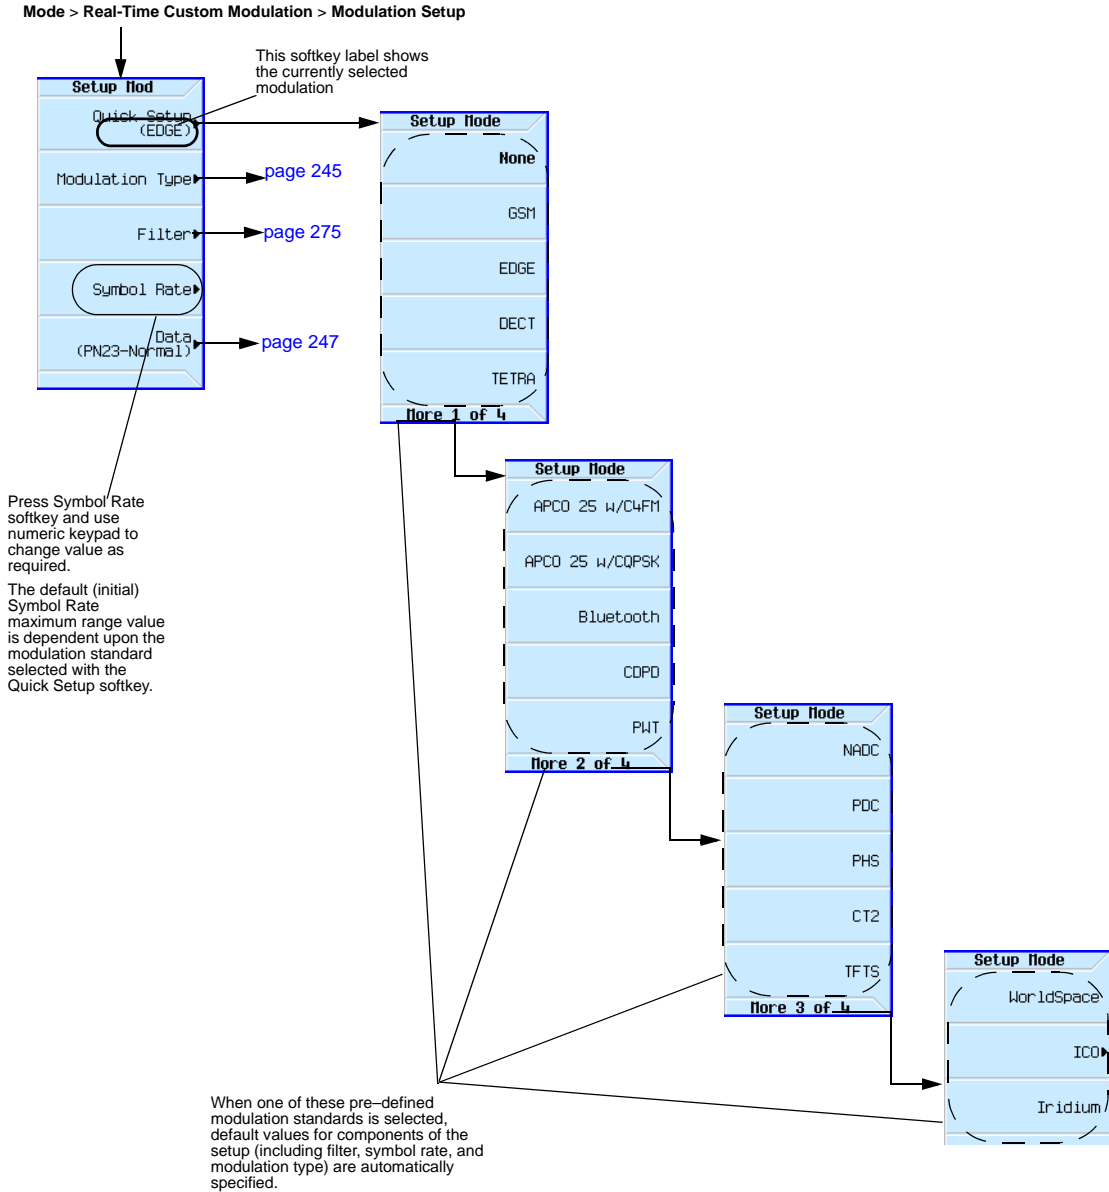 Mode > Real-Time Custom Modulation > Modulation Setup
This softkey label shows
the currently selected
modulation
Setup Mod
Quick Setup
(EDGE)
Modulation Type
Filter
Symbol Rate
Data
(PN23-Normal)
page 245
page 275
page 247
Setup Mode
None
GSM
EDGE
DECT
TETRA
More 1 of 4
Press Symbol Rate
softkey and use
numeric keypad to
change value as
required.
The default (initial)
Symbol Rate
maximum range value
is dependent upon the
modulation standard
selected with the
Quick Setup softkey.
Setup Mode
APCO 25 w/C4FM
APCO 25 w/CQPSK
Bluetooth
CDPD
PWT
More 2 of 4
Setup Mode
NADC
PDC
PHS
CT2
TFTS
More 3 of 4
Setup Mode
WorldSpace
ICO
Iridium
When one of these pre–defined
modulation standards is selected,
default values for components of the
setup (including filter, symbol rate, and
modulation type) are automatically
specified.